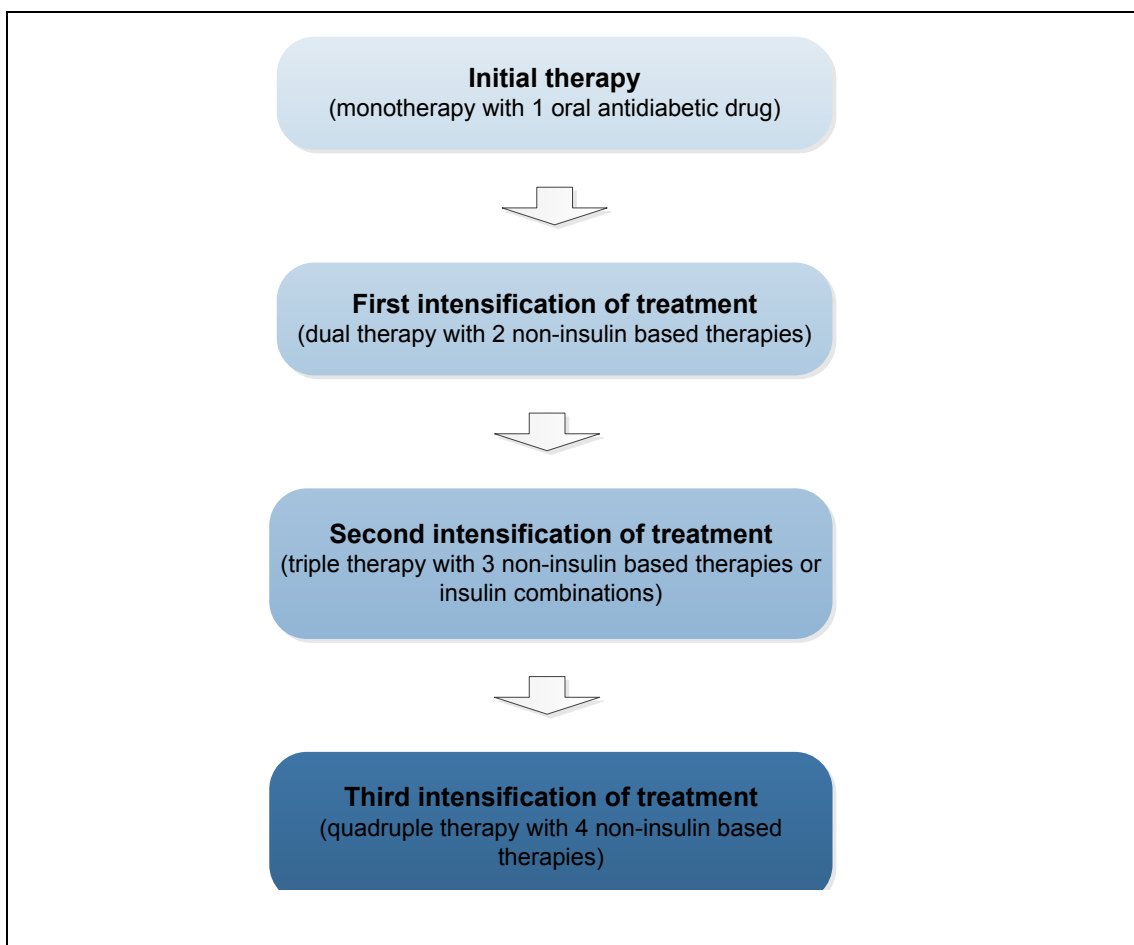 Initial therapy
(monotherapy with 1 oral antidiabetic drug)
First intensification of treatment
(dual therapy with 2 non-insulin based therapies)
Second intensification of treatment
(triple therapy with 3 non-insulin based therapies or
insulin combinations)
Third intensification of treatment
(quadruple therapy with 4 non-insulin based
therapies)